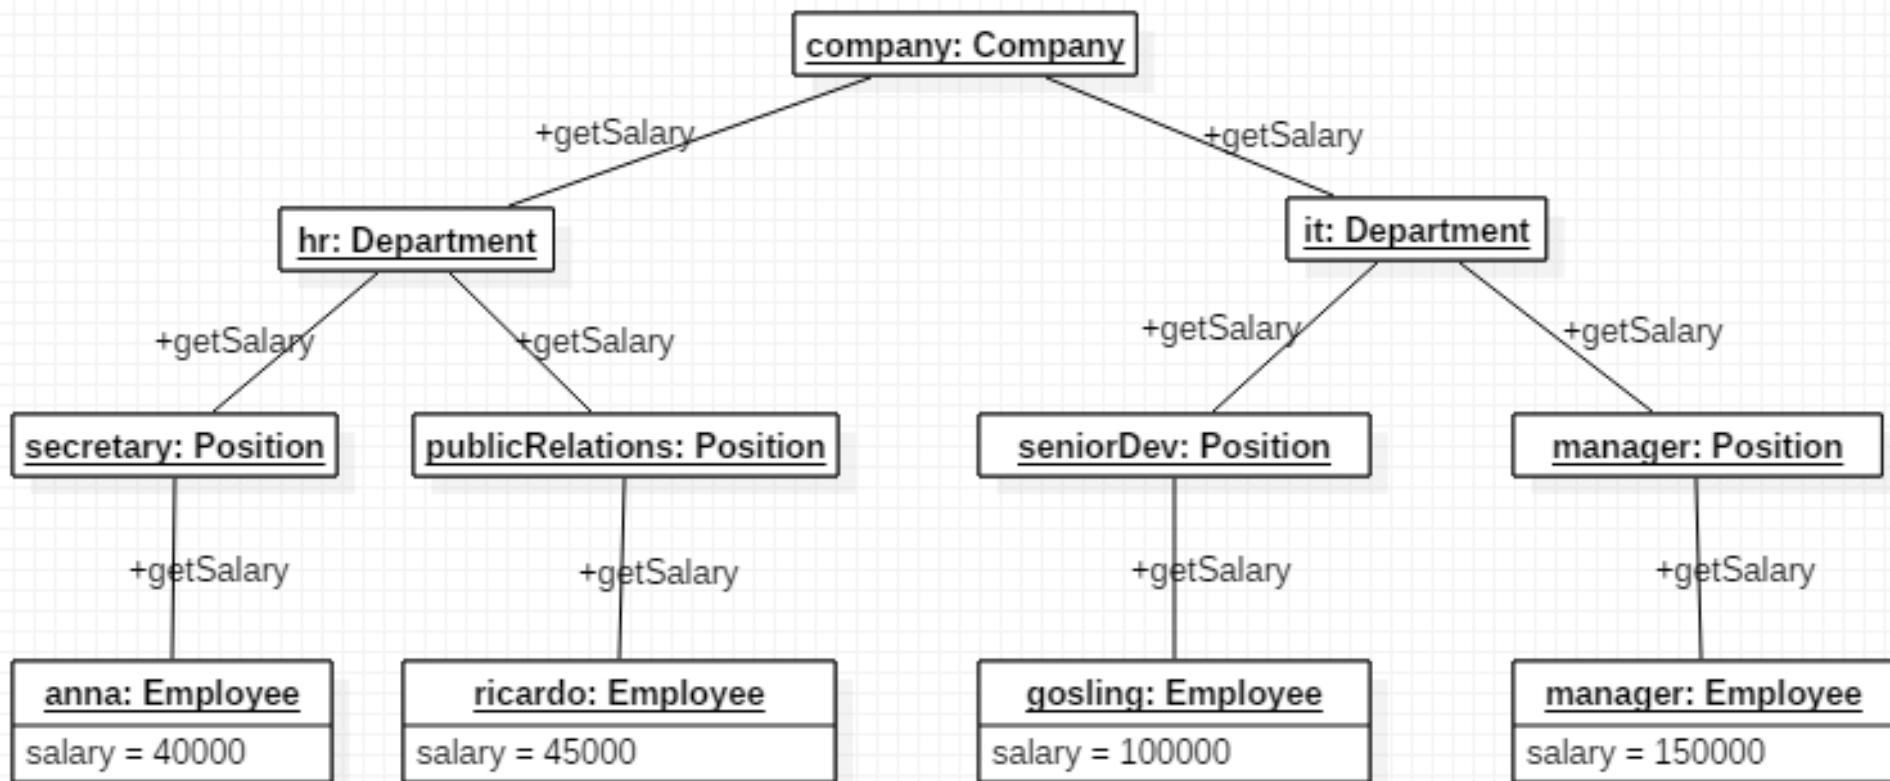 company: Company
+getSalary
+getSalary
hr: Department
it: Department
+getSalary
+getSalary
+getSalary
+getSalary
secretary: Position
publicRelations: Position
seniorDev: Position
manager: Position
+getSalary
+getSalary
+getSalary
+getSalary
anna: Employee
salary = 40000
ricardo: Employee
salary = 45000
gosling: Employee
salary = 100000
manager: Employee
salary = 150000